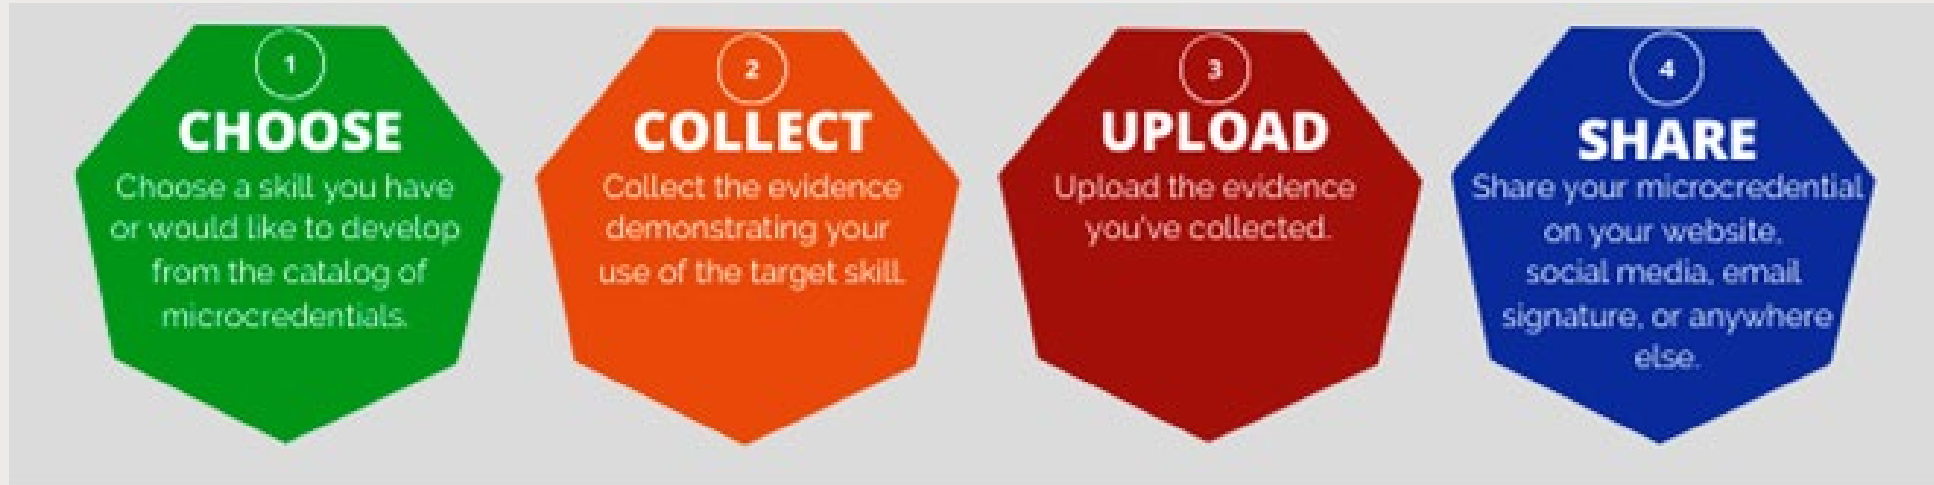 1
CHOOSE
Choose a skill you have
or would like to develop
from the catalog of
microcredentials.
2
COLLECT
Collect the evidence
demonstrating your
use of the target skill.
3
UPLOAD
Upload the evidence
you've collected.
4
SHARE
Share your microcredential
on your website,
social media, email
signature, or anywhere
else.